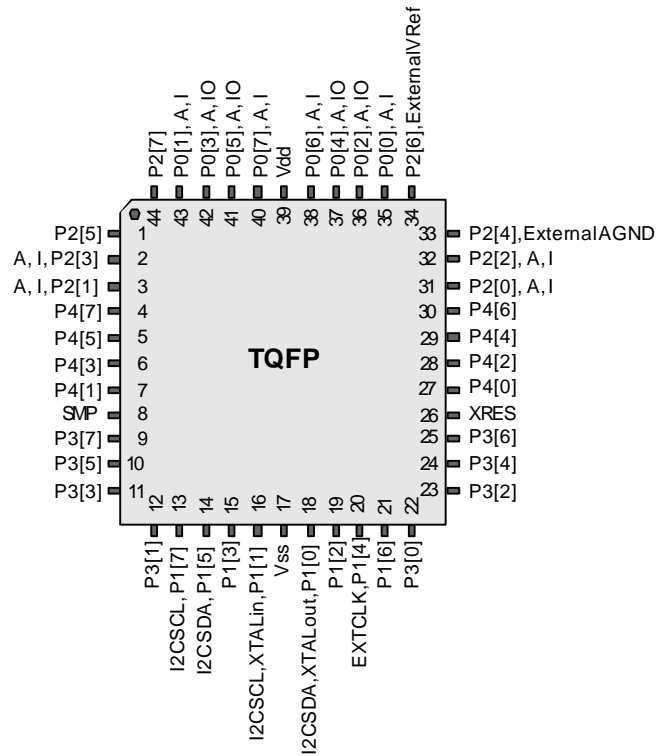 P2[7]
P0[1], A, I
P0[3], A, IO
P0[5], A, IO
P0[7], A, I
Vdd
P0[6], A, I
P0[4], A, IO
P0[2], A, IO
P0[0], A, I
P2[6], ExternalVRef
44 43 42 41 40 39 38 37 36 35 34
P2[5] 1
A, I, P2[3] 2
A, I, P2[1] 3
P4[7] 4
P4[5] 5
P4[3] 6
P4[1] 7
SMP 8
P3[7] 9
P3[5] 10
P3[3] 11
TQFP
33 P2[4], ExternalAGND
32 P2[2], A, I
31 P2[0], A, I
30 P4[6]
29 P4[4]
28 P4[2]
27 P4[0]
26 XRES
25 P3[6]
24 P3[4]
23 P3[2]
12 13 14 15 16 17 18 19 20 21 22
P3[1]
I2CSCL, P1[7]
I2CSDA, P1[5]
P1[3]
I2CSCL, XTALin, P1[1]
Vss
I2CSDA, XTALout, P1[0]
P1[2]
EXTCLK, P1[4]
P1[6]
P3[0]